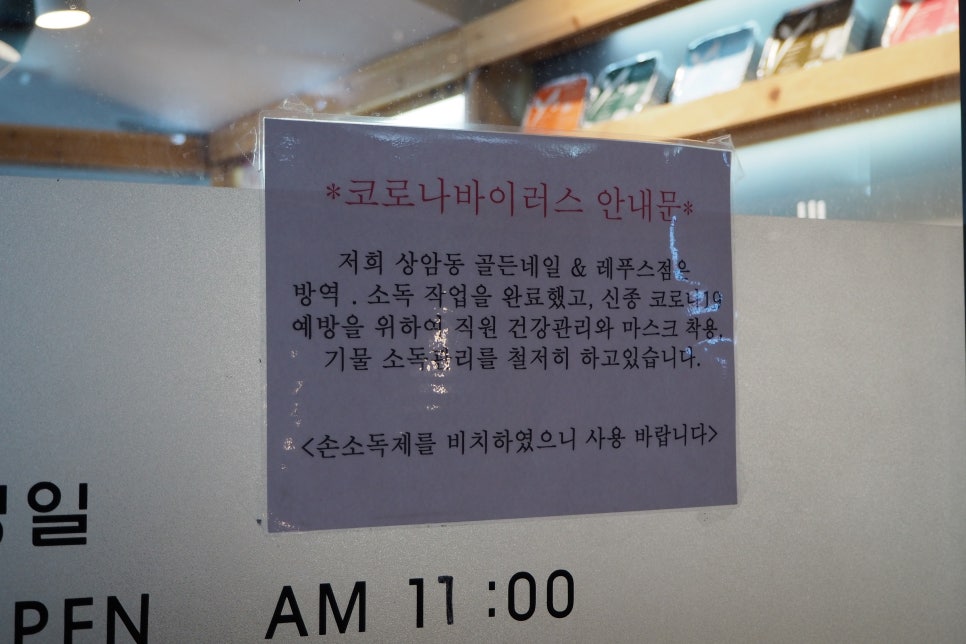 *코로나바이러스 안내문*
저희 상암동 골든네일 & 레푸스점은
방역 . 소독 작업을 완료했고, 신종 코로나19
예방을 위하여, 직원 건강관리와 마스크 착용,
기물 소독관리를 철저히 하고있습니다.
<손소독제를 비치하였으니 사용 바랍니다>
일
PEN AM 11:00